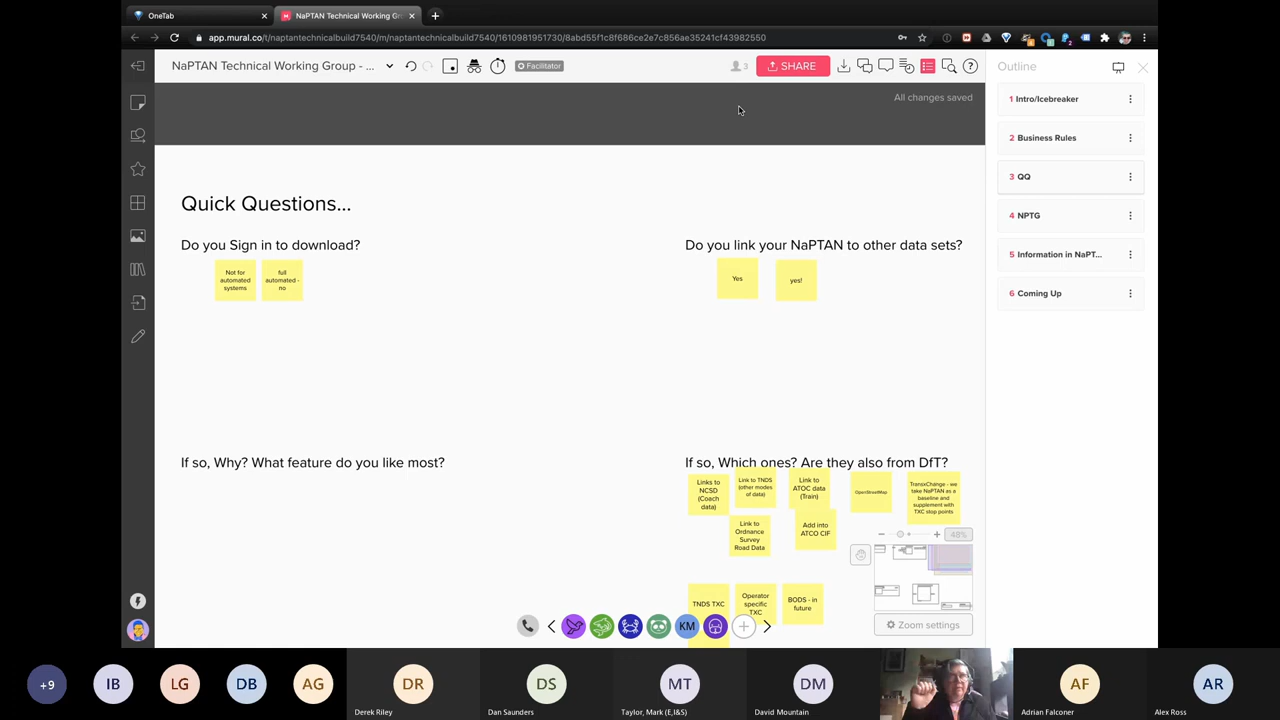 OneTab
NaPTAN Technical Working Gr
app.mural.co/t/naptantechnicalbuild7540/m/naptantechnicalbuild7540/1610981951730/8abd55f1c8f686ce2e7c856ae35241cf43982550
NaPTAN Technical Working Group - ...
Facilitator
3
SHARE
Outline
All changes saved
1 Intro/Icebreaker
2 Business Rules
3 QQ
4 NPTG
5 Information in NaPT...
6 Coming Up
Quick Questions...
Do you Sign in to download?
Not for
automated
systems
full
automated -
no
Do you link your NaPTAN to other data sets?
Yes
yes!
If so, Why? What feature do you like most?
If so, Which ones? Are they also from DfT?
Links to
NCSD
(Coach
data)
Link to TNDS
(other modes
of data)
Link to
ATOC data
(Train)
OpenStreetMap
TransxChange - we
take NaPTAN as a
baseline and
supplement with
TXC stop points
Link to
Ordnance
Survey
Road Data
Add into
ATCO CIF
TNDS TXC
Operator
specific
TXC
BODS - in
future
48%
Zoom settings
KM
+9
IB
LG
DB
AG
DR
Derek Riley
DS
Dan Saunders
MT
Taylor, Mark (E,I&S)
DM
David Mountain
AF
Adrian Falconer
AR
Alex Ross